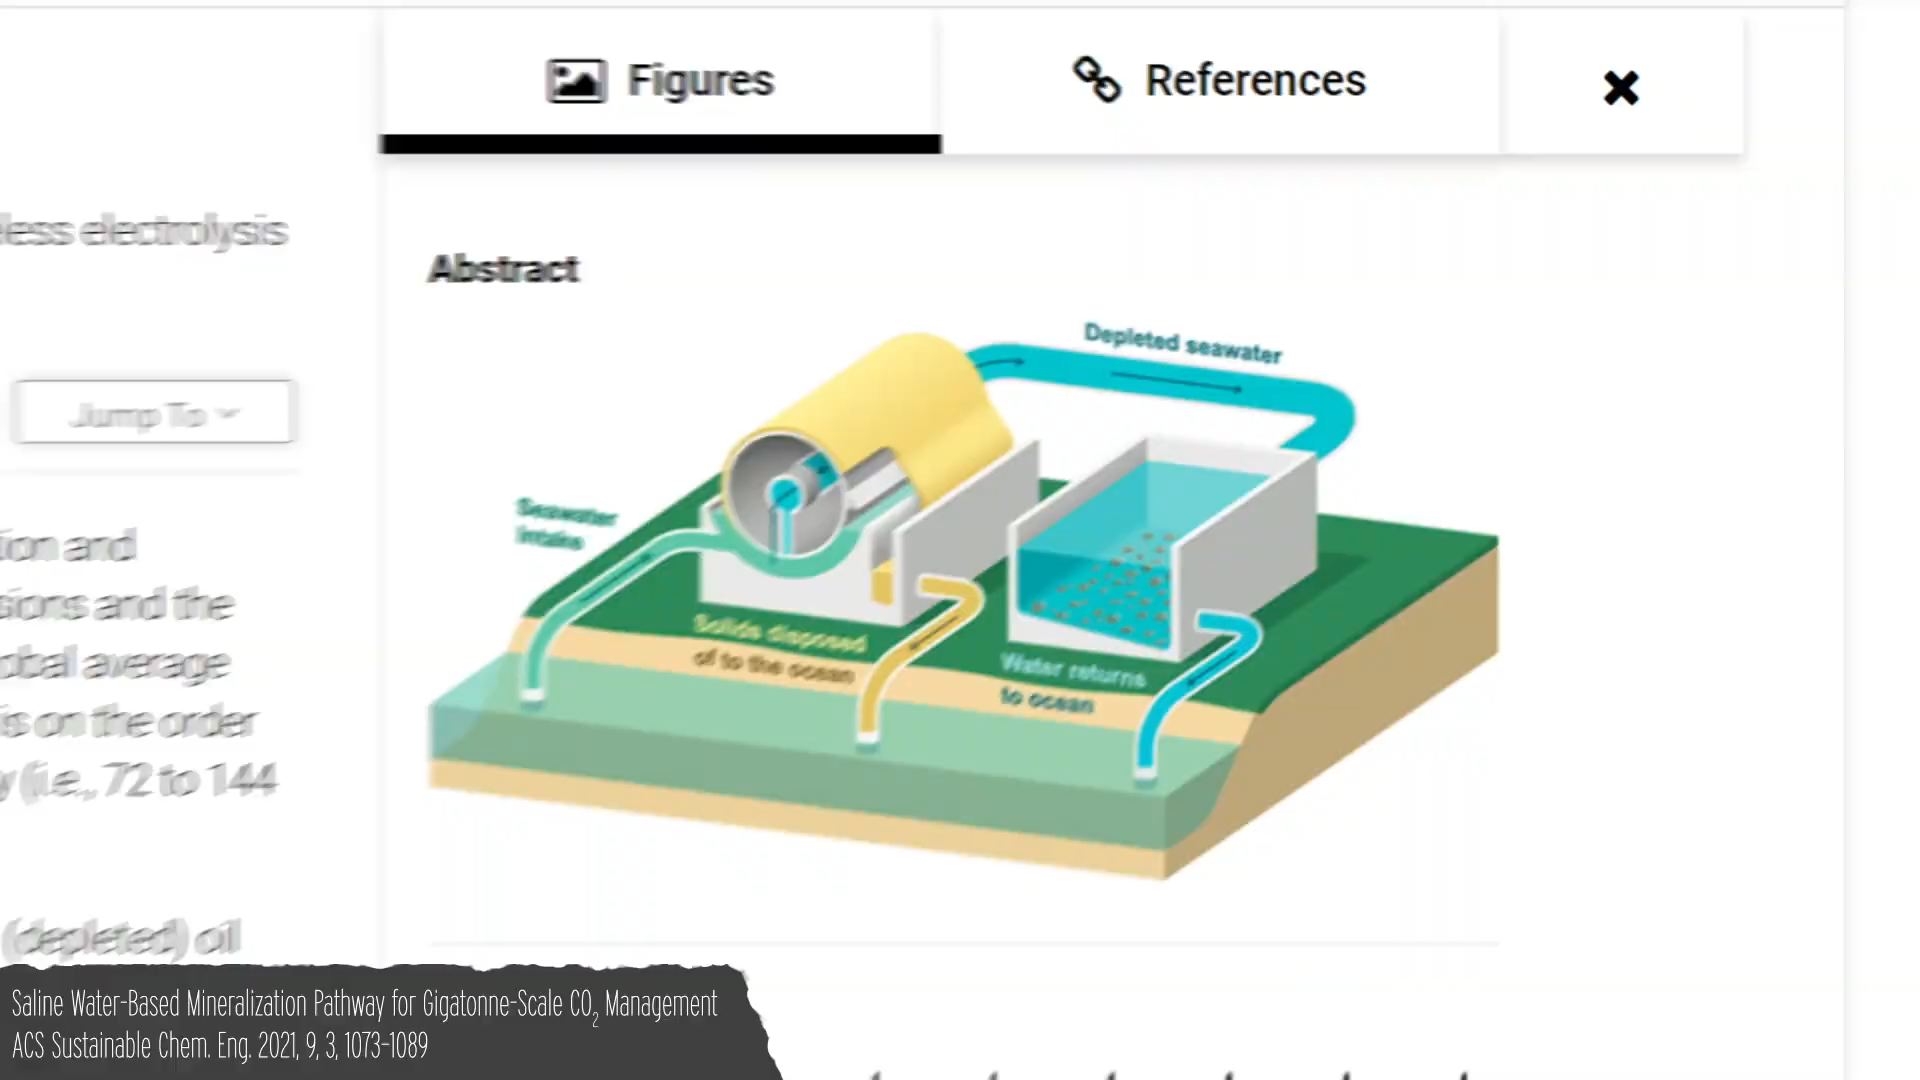 Figures
References
less electrolysis
Abstract
Depleted seawater
Jump To
Seawater
intake
ion and
sions and the
Solids disposed
of to the ocean
Water returns
to ocean
obal average
is on the order
y (i.e., 72 to 144
(depleted) oil
Saline Water-Based Mineralization Pathway for Gigatonne-Scale CO₂ Management
ACS Sustainable Chem. Eng. 2021, 9, 3, 1073-1089